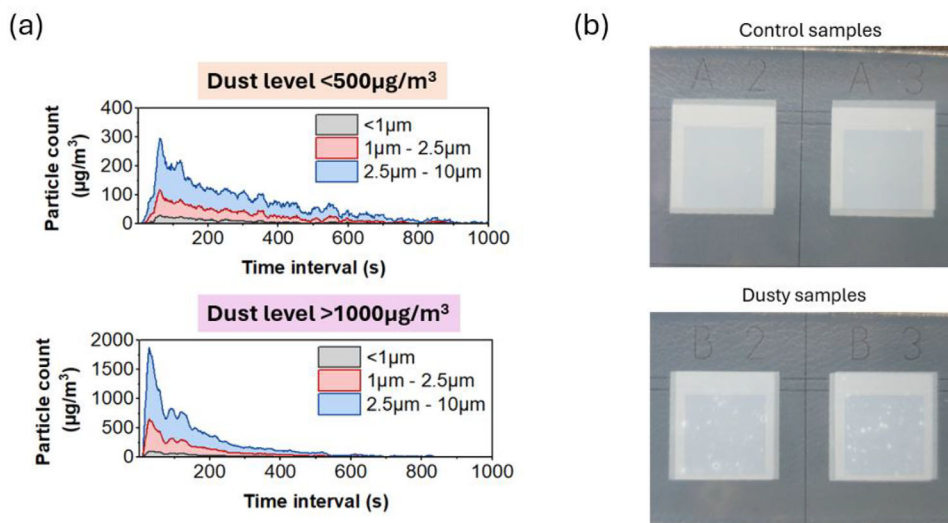 (a)
Dust level <500µg/m³
Particle count
(µg/m³)
400
300
200
100
0
<1µm
1µm - 2.5µm
2.5µm - 10µm
200 400 600 800 1000
Time interval (s)
Dust level >1000µg/m³
Particle count
(µg/m³)
2000
1500
1000
500
0
<1µm
1µm - 2.5µm
2.5µm - 10µm
200 400 600 800 1000
Time interval (s)
(b)
Control samples
A 2 A 3
Dusty samples
B 2 B 3